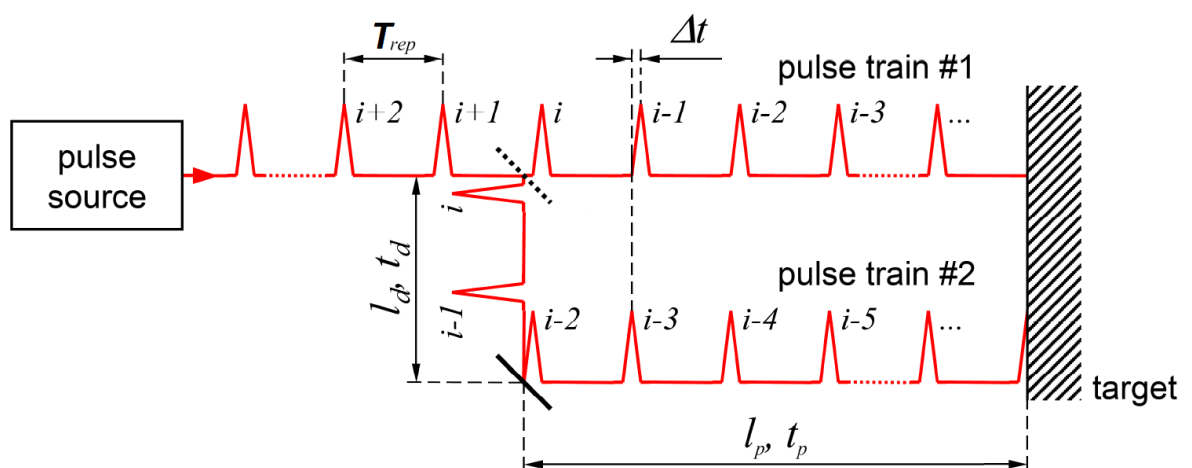 T_rep
Δt
pulse train #1
i+2
i+1
i
i-1
i-2
i-3
...
pulse
source
i
l_d, t_d
pulse train #2
i-1
i-2
i-3
i-4
i-5
...
target
l_p, t_p